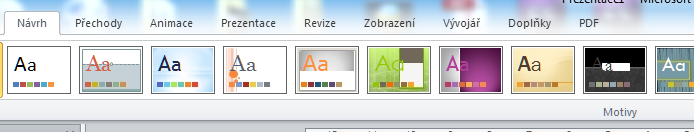 Prezentace1 - Microsoft
Návrh Přechody Animace Prezentace Revize Zobrazení Vývojář Doplňky PDF
Aa Aa Aa Aa Aa Aa Aa Aa Aa Aa
Motivy